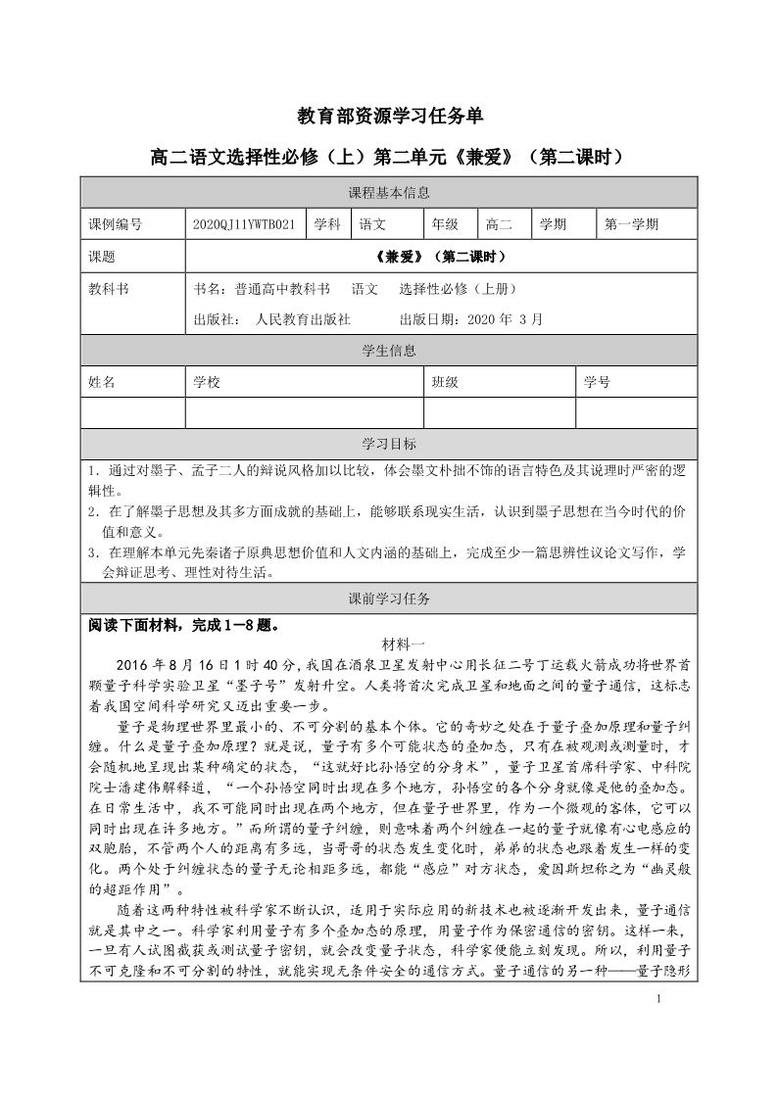 教育部资源学习任务单
高二语文选择性必修（上）第二单元《兼爱》（第二课时）
课程基本信息
课例编号 2020QJ11YWTB021 学科 语文 年级 高二 学期 第一学期
课题 《兼爱》（第二课时）
教科书 书名：普通高中教科书 语文 选择性必修（上册）
出版社： 人民教育出版社 出版日期：2020 年 3 月
学生信息
姓名 学校 班级 学号
学习目标
1．通过对墨子、孟子二人的辩说风格加以比较，体会墨文朴拙不饰的语言特色及其说理时严密的逻
辑性。
2．在了解墨子思想及其多方面成就的基础上，能够联系现实生活，认识到墨子思想在当今时代的价
值和意义。
3．在理解本单元先秦诸子原典思想价值和人文内涵的基础上，完成至少一篇思辨性议论文写作，学
会辩证思考、理性对待生活。
课前学习任务
阅读下面材料，完成 1－8 题。
材料一
2016 年 8 月 16 日 1 时 40 分，我国在酒泉卫星发射中心用长征二号丁运载火箭成功将世界首
颗量子科学实验卫星“墨子号”发射升空。人类将首次完成卫星和地面之间的量子通信，这标志
着我国空间科学研究又迈出重要一步。
量子是物理世界里最小的、不可分割的基本个体。它的奇妙之处在于量子叠加原理和量子纠
缠。什么是量子叠加原理？就是说，量子有多个可能状态的叠加态，只有在被观测或测量时，才
会随机地呈现出某种确定的状态，“这就好比孙悟空的分身术”，量子卫星首席科学家、中科院
院士潘建伟解释道，“一个孙悟空同时出现在多个地方，孙悟空的各个分身就像是他的叠加态。
在日常生活中，我不可能同时出现在两个地方，但在量子世界里，作为一个微观的客体，它可以
同时出现在许多地方。”而所谓的量子纠缠，则意味着两个纠缠在一起的量子就像有心电感应的
双胞胎，不管两个人的距离有多远，当哥哥的状态发生变化时，弟弟的状态也跟着发生一样的变
化。两个处于纠缠状态的量子无论相距多远，都能“感应”对方状态，爱因斯坦称之为“幽灵般
的超距作用”。
随着这两种特性被科学家不断认识，适用于实际应用的新技术也被逐渐开发出来，量子通信
就是其中之一。科学家利用量子有多个叠加态的原理，用量子作为保密通信的密钥。这样一来，
一旦有人试图截获或测试量子密钥，就会改变量子状态，科学家便能立刻发现。所以，利用量子
不可克隆和不可分割的特性，就能实现无条件安全的通信方式。量子通信的另一种——量子隐形
1